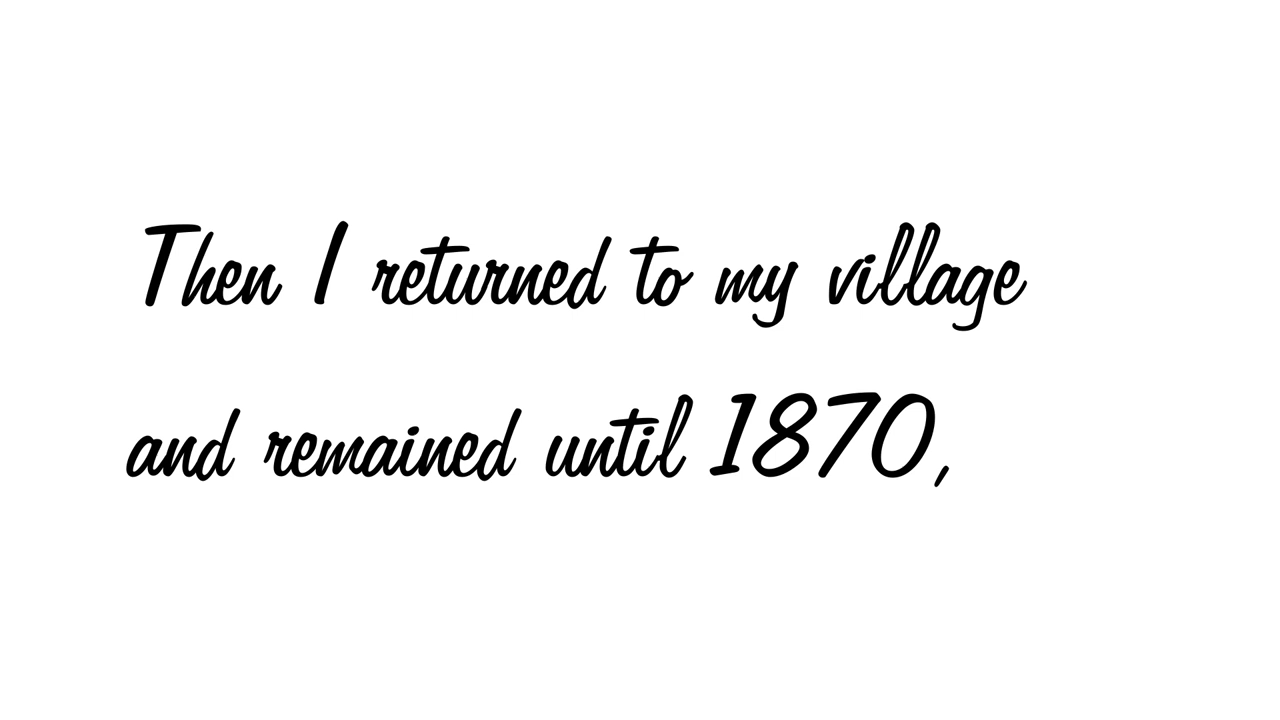 Then I returned to my village
and remained until 1870,